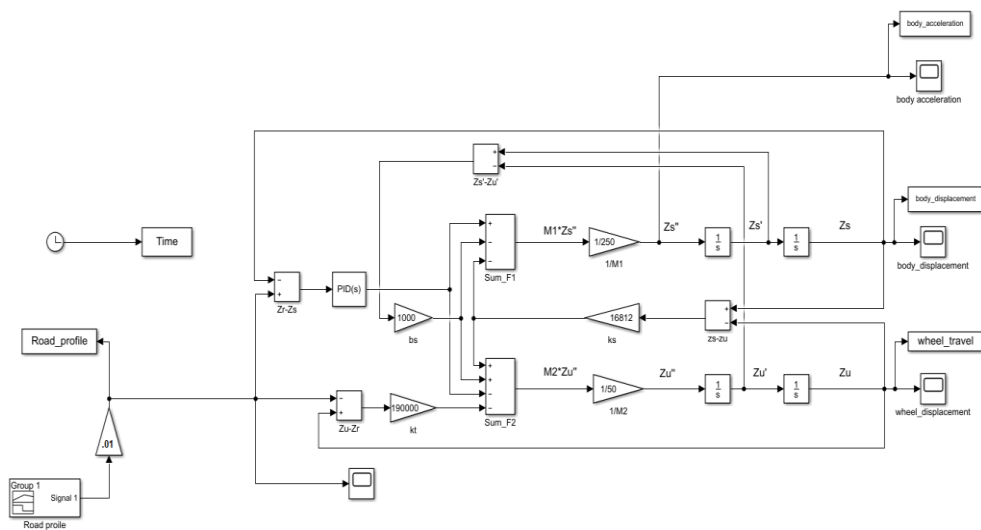 body_acceleration
body acceleration
+
−
Zs'-Zu'
body_displacement
body_displacement
Time
+
−
−
Sum_F1
M1*Zs"
1/250
1/M1
Zs"
1
s
Zs'
1
s
Zs
−
+
Zr-Zs
PID(s)
1000
bs
16812
ks
+
−
zs-zu
Road_profile
wheel_travel
wheel_displacement
−
+
Zu-Zr
190000
kt
+
+
−
−
Sum_F2
M2*Zu"
1/50
1/M2
Zu"
1
s
Zu'
1
s
Zu
.01
Group 1
Signal 1
Road proile